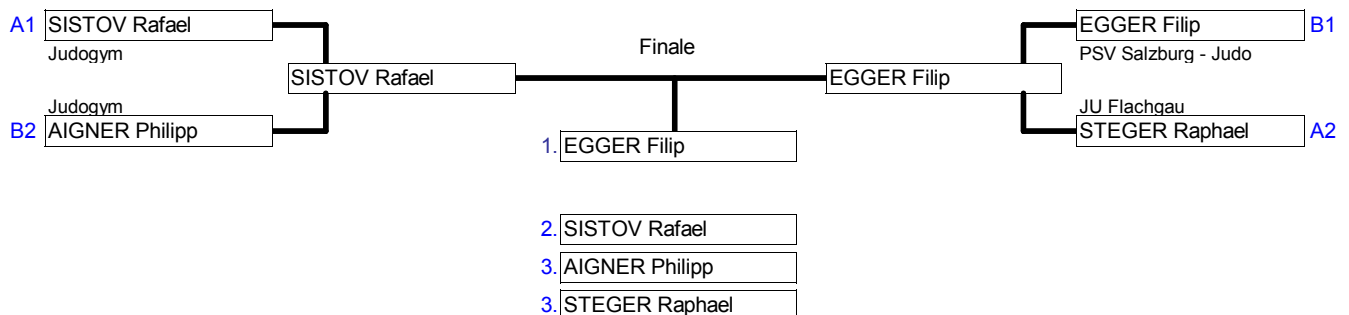 A1 SISTOV Rafael
Judogym
SISTOV Rafael
Judogym
B2 AIGNER Philipp
Finale
EGGER Filip B1
PSV Salzburg - Judo
EGGER Filip
JU Flachgau
STEGER Raphael A2
1. EGGER Filip
2. SISTOV Rafael
3. AIGNER Philipp
3. STEGER Raphael